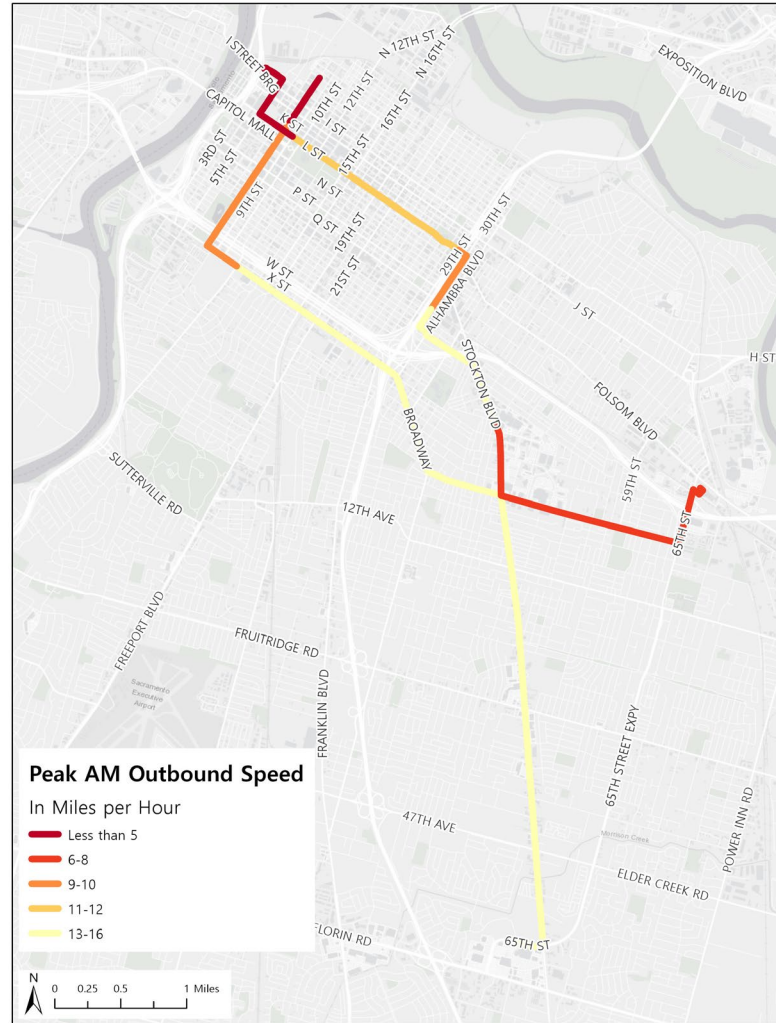 N 12TH ST
N 16TH ST
EXPOSITION BLVD
I STREET BRG
10TH ST
12TH ST
16TH ST
I ST
K ST
CAPITOL MALL
L ST
15TH ST
3RD ST
5TH ST
N ST
P ST
Q ST
9TH ST
19TH ST
21ST ST
30TH ST
29TH ST
ALHAMBRA BLVD
W ST
X ST
J ST
H ST
STOCKTON BLVD
FOLSOM BLVD
BROADWAY
59TH ST
SUTTERVILLE RD
12TH AVE
65TH ST
FREEPORT BLVD
FRUITRIDGE RD
Sacramento
Executive
Airport
FRANKLIN BLVD
65TH STREET EXPY
POWER INN RD
47TH AVE
Morrison Creek
ELDER CREEK RD
FLORIN RD
65TH ST
Peak AM Outbound Speed
In Miles per Hour
Less than 5
6-8
9-10
11-12
13-16
N
0 0.25 0.5 1 Miles